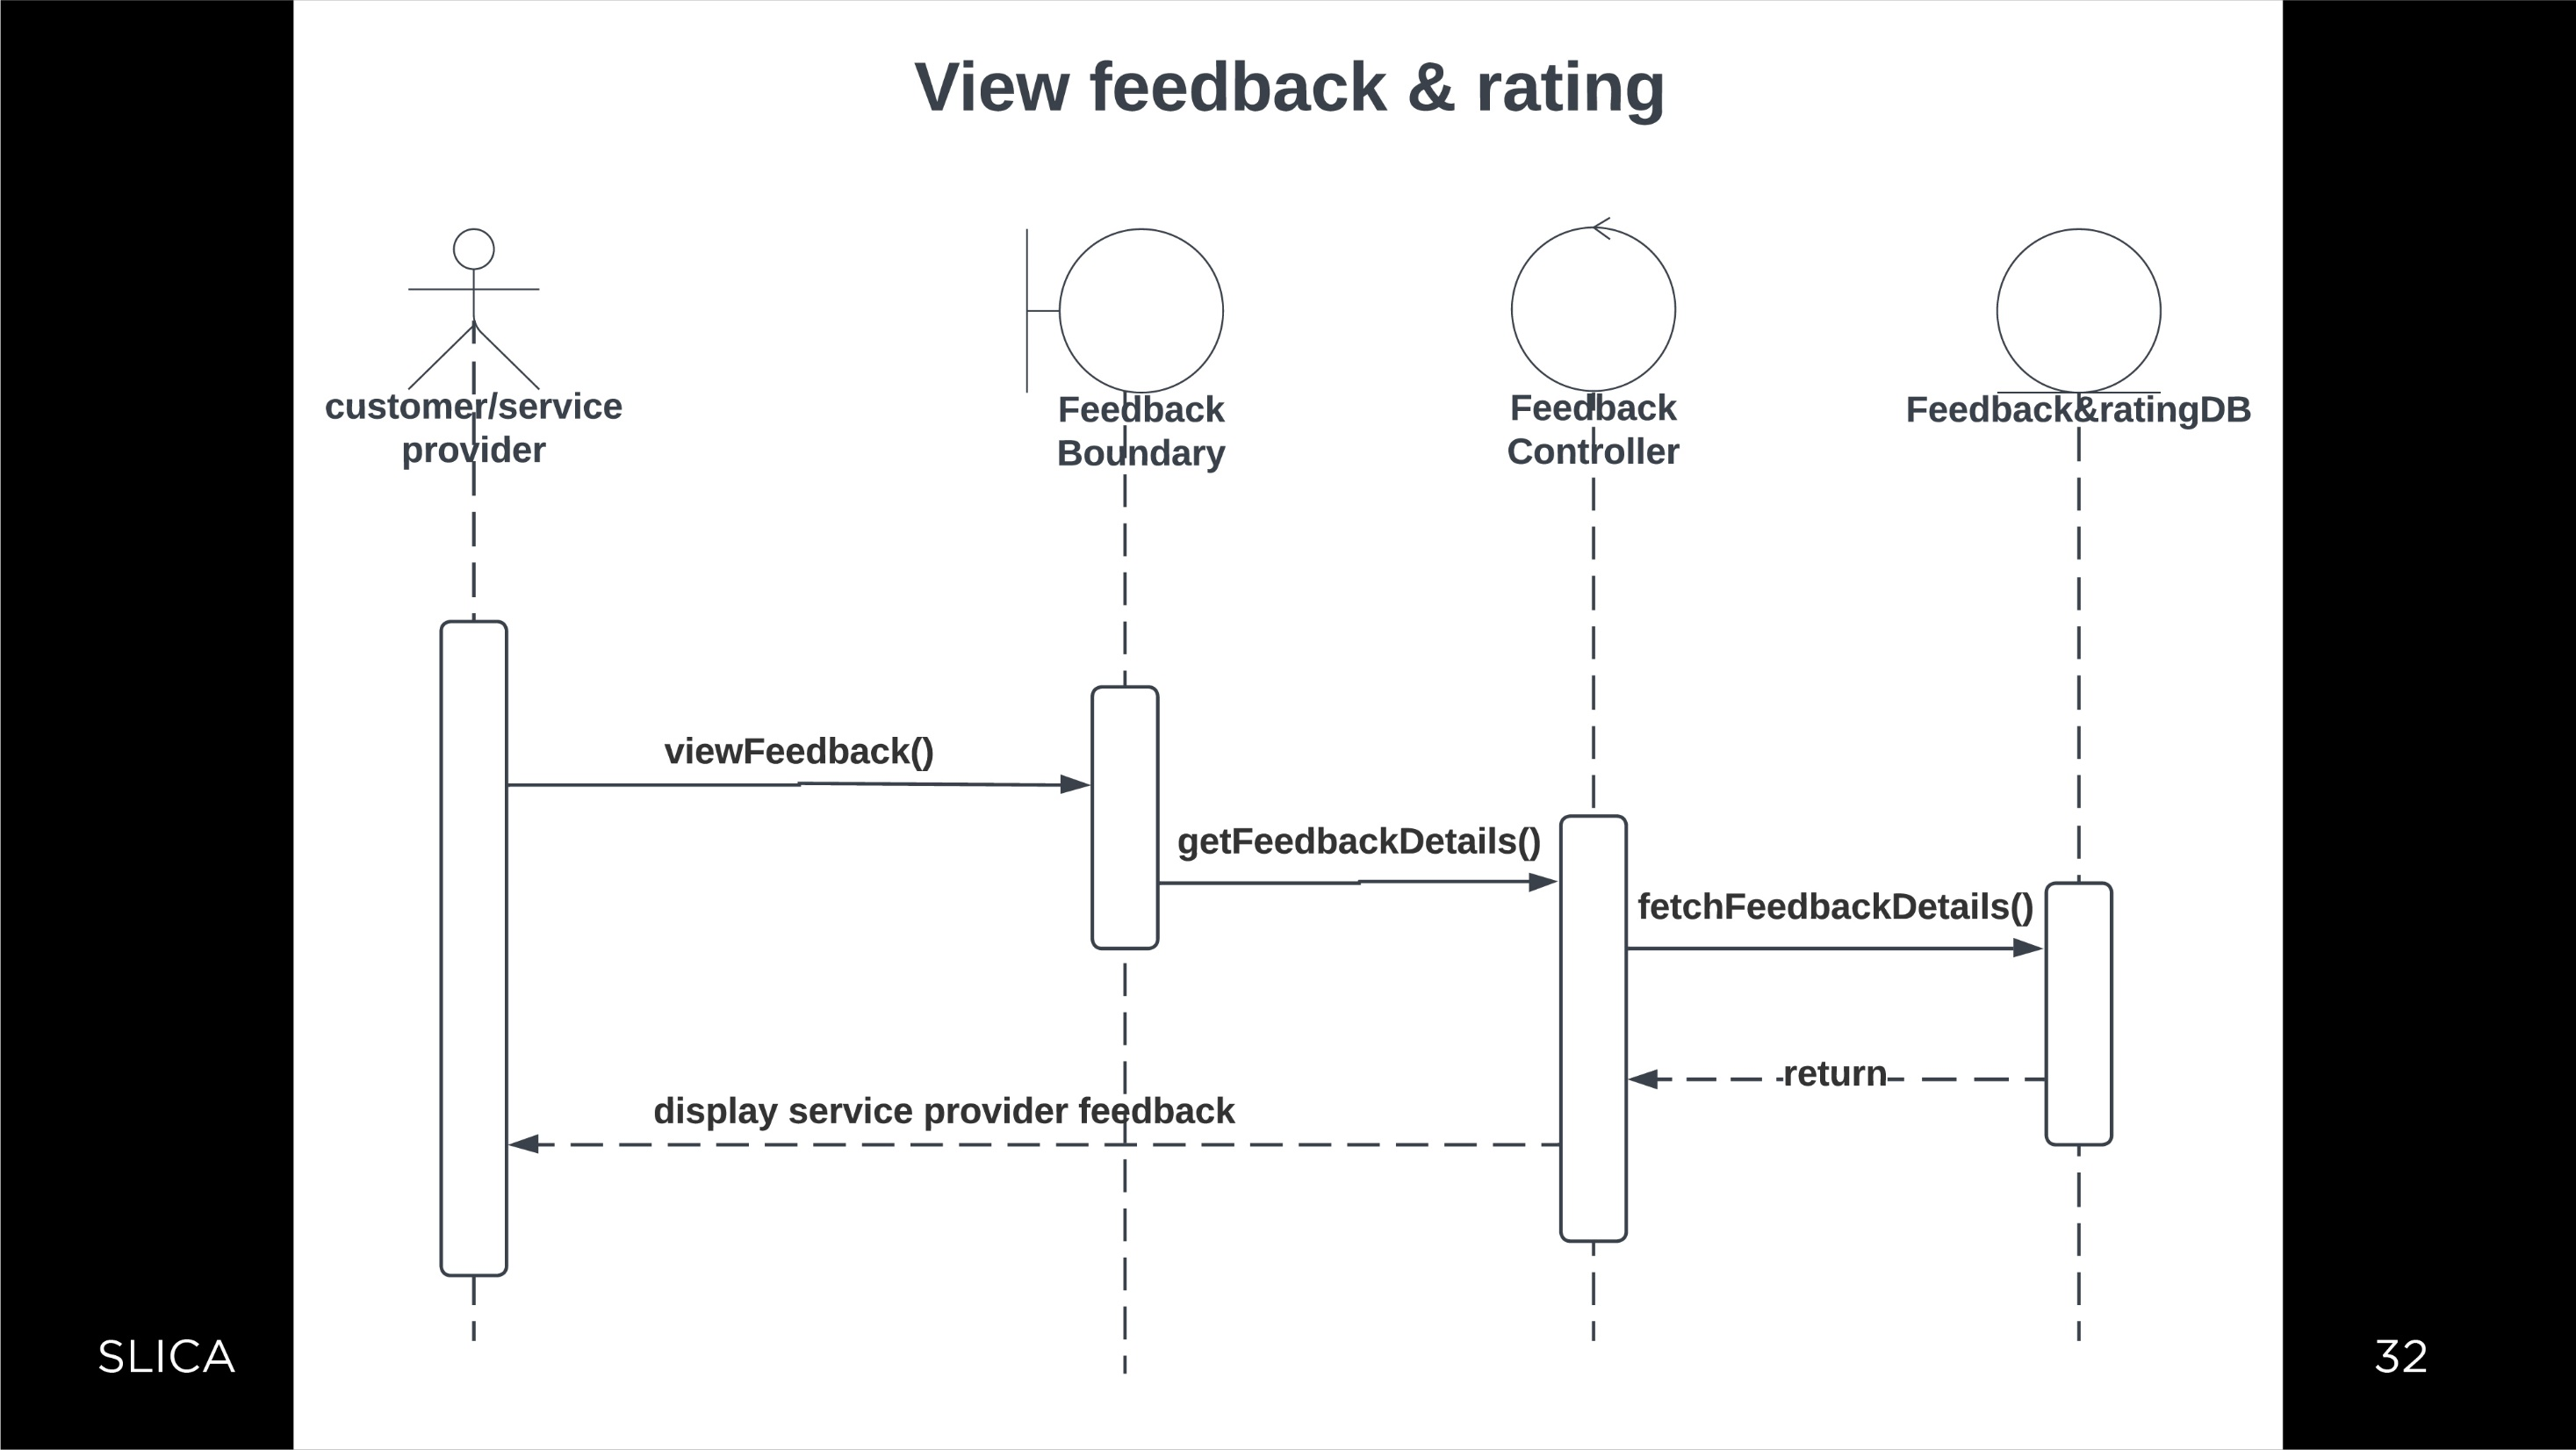 View feedback & rating
customer/service
provider
Feedback
Boundary
Feedback
Controller
Feedback&ratingDB
viewFeedback()
getFeedbackDetails()
fetchFeedbackDetails()
return
display service provider feedback
SLICA
32